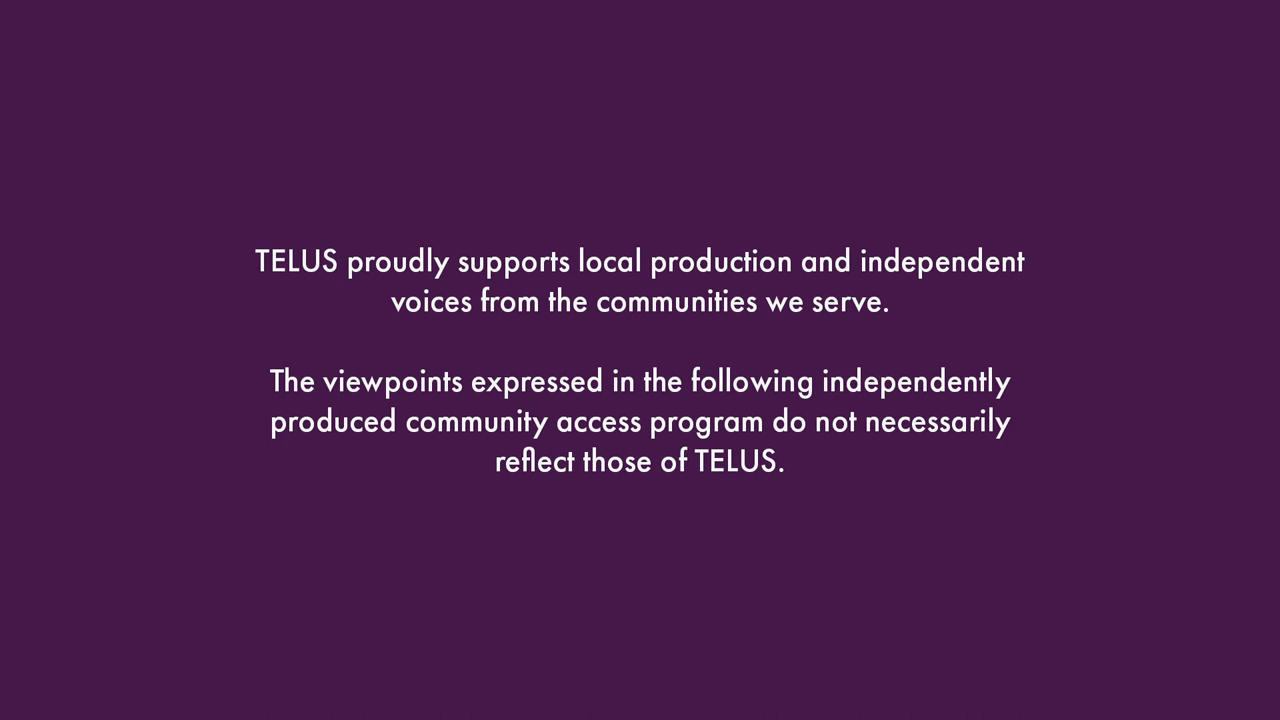 TELUS proudly supports local production and independent
voices from the communities we serve.
The viewpoints expressed in the following independently
produced community access program do not necessarily
reflect those of TELUS.